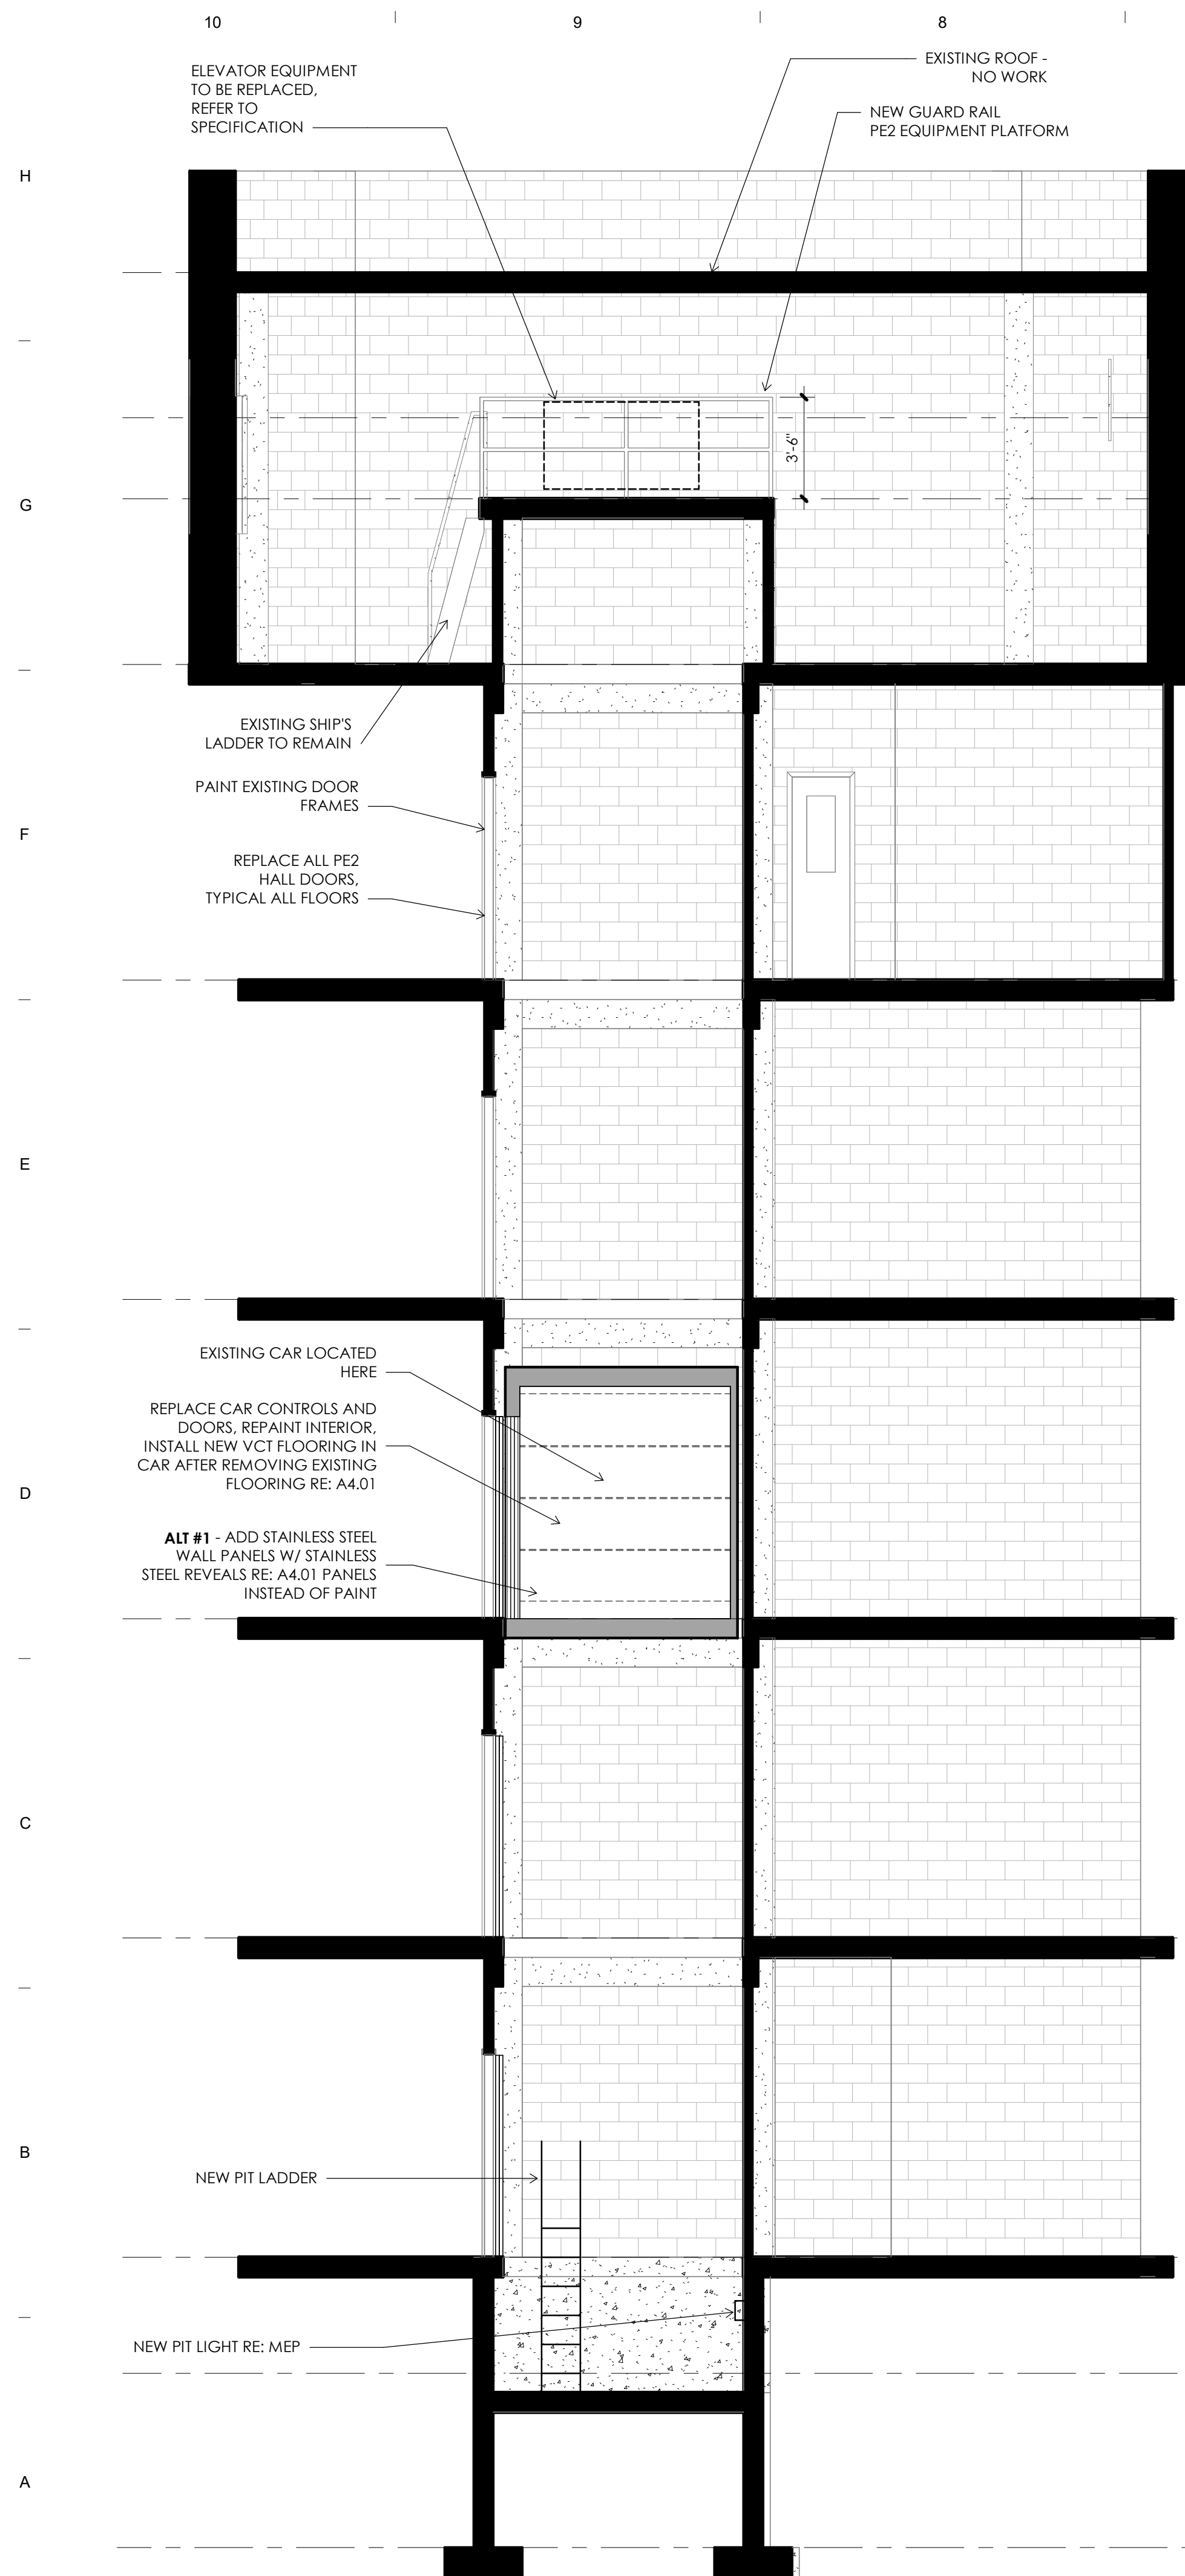 10
9
8
ELEVATOR EQUIPMENT
TO BE REPLACED,
REFER TO
SPECIFICATION
EXISTING ROOF -
NO WORK
NEW GUARD RAIL
PE2 EQUIPMENT PLATFORM
H
3'-6"
G
EXISTING SHIP'S
LADDER TO REMAIN
PAINT EXISTING DOOR
FRAMES
F
REPLACE ALL PE2
HALL DOORS,
TYPICAL ALL FLOORS
E
EXISTING CAR LOCATED
HERE
REPLACE CAR CONTROLS AND
DOORS, REPAINT INTERIOR,
INSTALL NEW VCT FLOORING IN
CAR AFTER REMOVING EXISTING
FLOORING RE: A4.01
D
ALT #1 - ADD STAINLESS STEEL
WALL PANELS W/ STAINLESS
STEEL REVEALS RE: A4.01 PANELS
INSTEAD OF PAINT
C
B
NEW PIT LADDER
NEW PIT LIGHT RE: MEP
A